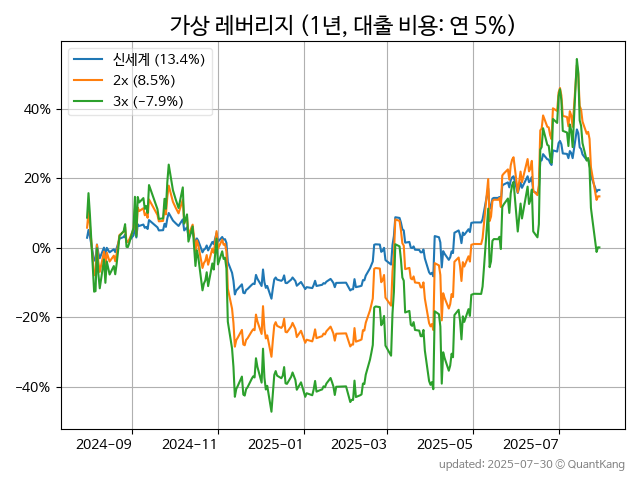 가상 레버리지 (1년, 대출 비용: 연 5%)
신세계 (13.4%)
2x (8.5%)
3x (−7.9%)
40%
20%
0%
−20%
−40%
2024-09 2024-11 2025-01 2025-03 2025-05 2025-07
updated: 2025-07-30 © QuantKang